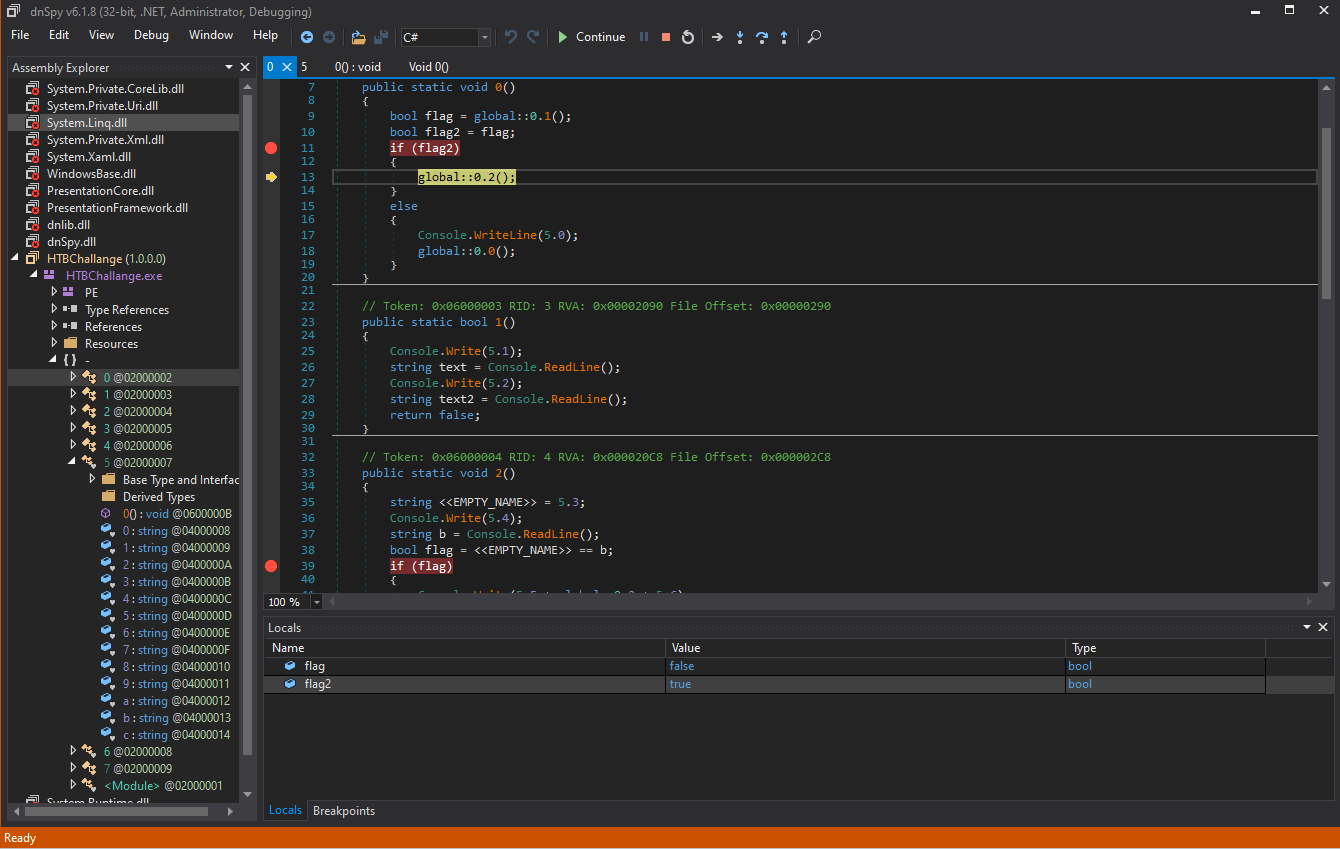 dnSpy v6.1.8 (32-bit, .NET, Administrator, Debugging)
File Edit View Debug Window Help C# Continue
Assembly Explorer
System.Private.CoreLib.dll
System.Private.Uri.dll
System.Linq.dll
System.Private.Xml.dll
System.Xaml.dll
WindowsBase.dll
PresentationCore.dll
PresentationFramework.dll
dnlib.dll
dnSpy.dll
HTBChallange (1.0.0.0)
HTBChallange.exe
PE
Type References
References
Resources
{ } -
0 @02000002
1 @02000003
2 @02000004
3 @02000005
4 @02000006
5 @02000007
Base Type and Interfac
Derived Types
0() : void @0600000B
0 : string @04000008
1 : string @04000009
2 : string @0400000A
3 : string @0400000B
4 : string @0400000C
5 : string @0400000D
6 : string @0400000E
7 : string @0400000F
8 : string @04000010
9 : string @04000011
a : string @04000012
b : string @04000013
c : string @04000014
6 @02000008
7 @02000009
<Module> @02000001
System.Runtime.dll
0 5 0() : void Void 0()
7 public static void 0()
8 {
9 bool flag = global::0.1();
10 bool flag2 = flag;
11 if (flag2)
12 {
13 global::0.2();
14 }
15 else
16 {
17 Console.WriteLine(5.0);
18 global::0.0();
19 }
20 }
21
22 // Token: 0x06000003 RID: 3 RVA: 0x00002090 File Offset: 0x00000290
23 public static bool 1()
24 {
25 Console.Write(5.1);
26 string text = Console.ReadLine();
27 Console.Write(5.2);
28 string text2 = Console.ReadLine();
29 return false;
30 }
31
32 // Token: 0x06000004 RID: 4 RVA: 0x000020C8 File Offset: 0x000002C8
33 public static void 2()
34 {
35 string <<EMPTY_NAME>> = 5.3;
36 Console.Write(5.4);
37 string b = Console.ReadLine();
38 bool flag = <<EMPTY_NAME>> == b;
39 if (flag)
40 {
100 %
Locals
Name Value Type
flag false bool
flag2 true bool
Locals Breakpoints
Ready